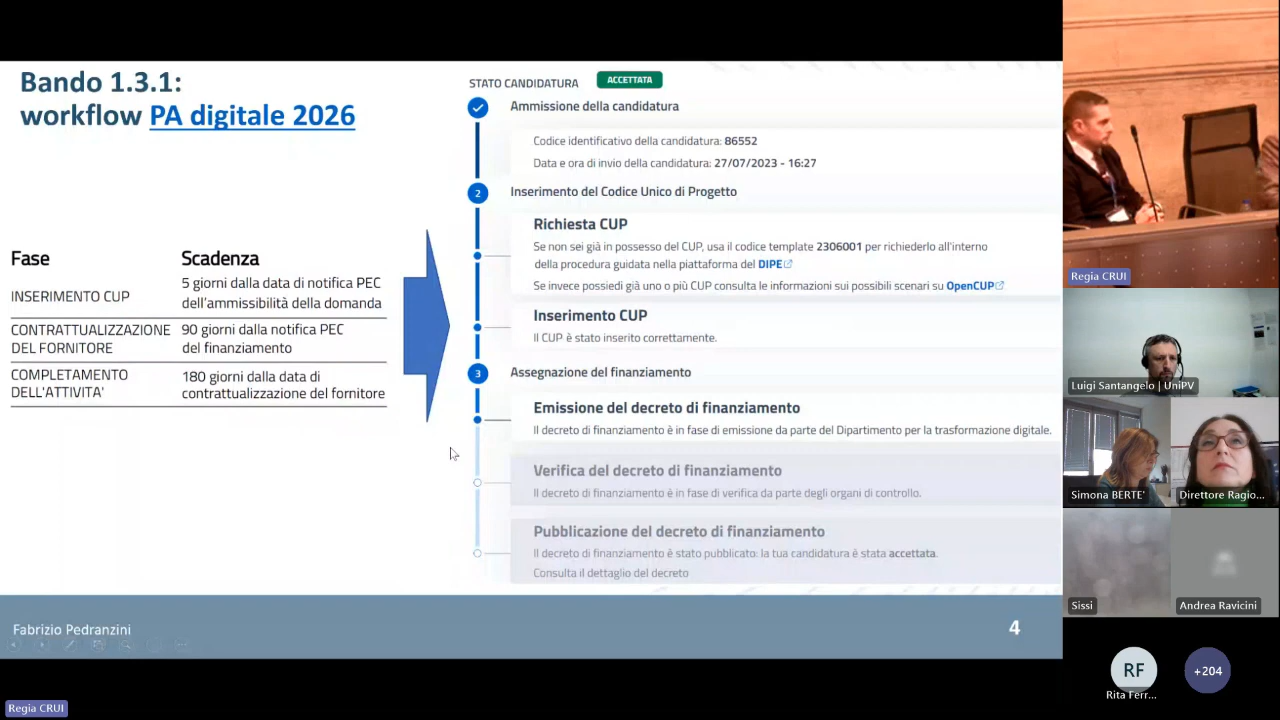 Bando 1.3.1:
workflow PA digitale 2026
Fase Scadenza
INSERIMENTO CUP
5 giorni dalla data di notifica PEC
dell'ammissibilità della domanda
CONTRATTUALIZZAZIONE
DEL FORNITORE
90 giorni dalla notifica PEC
del finanziamento
COMPLETAMENTO
DELL'ATTIVITA'
180 giorni dalla data di
contrattualizzazione del fornitore
STATO CANDIDATURA ACCETTATA
Ammissione della candidatura
Codice identificativo della candidatura: 86552
Data e ora di invio della candidatura: 27/07/2023 - 16:27
2 Inserimento del Codice Unico di Progetto
Richiesta CUP
Se non sei già in possesso del CUP, usa il codice template 2306001 per richiederlo all'interno
della procedura guidata nella piattaforma del DIPE
Se invece possiedi già uno o più CUP consulta le informazioni sui possibili scenari su OpenCUP
Inserimento CUP
Il CUP è stato inserito correttamente.
3 Assegnazione del finanziamento
Emissione del decreto di finanziamento
Il decreto di finanziamento è in fase di emissione da parte del Dipartimento per la trasformazione digitale.
Verifica del decreto di finanziamento
Il decreto di finanziamento è in fase di verifica da parte degli organi di controllo.
Pubblicazione del decreto di finanziamento
Il decreto di finanziamento è stato pubblicato: la tua candidatura è stata accettata.
Consulta il dettaglio del decreto
Fabrizio Pedranzini
4
Regia CRUI
Regia CRUI
Luigi Santangelo | UniPV
Simona BERTE'
Direttore Ragio...
Sissi
Andrea Ravicini
RF
Rita Ferr...
+204